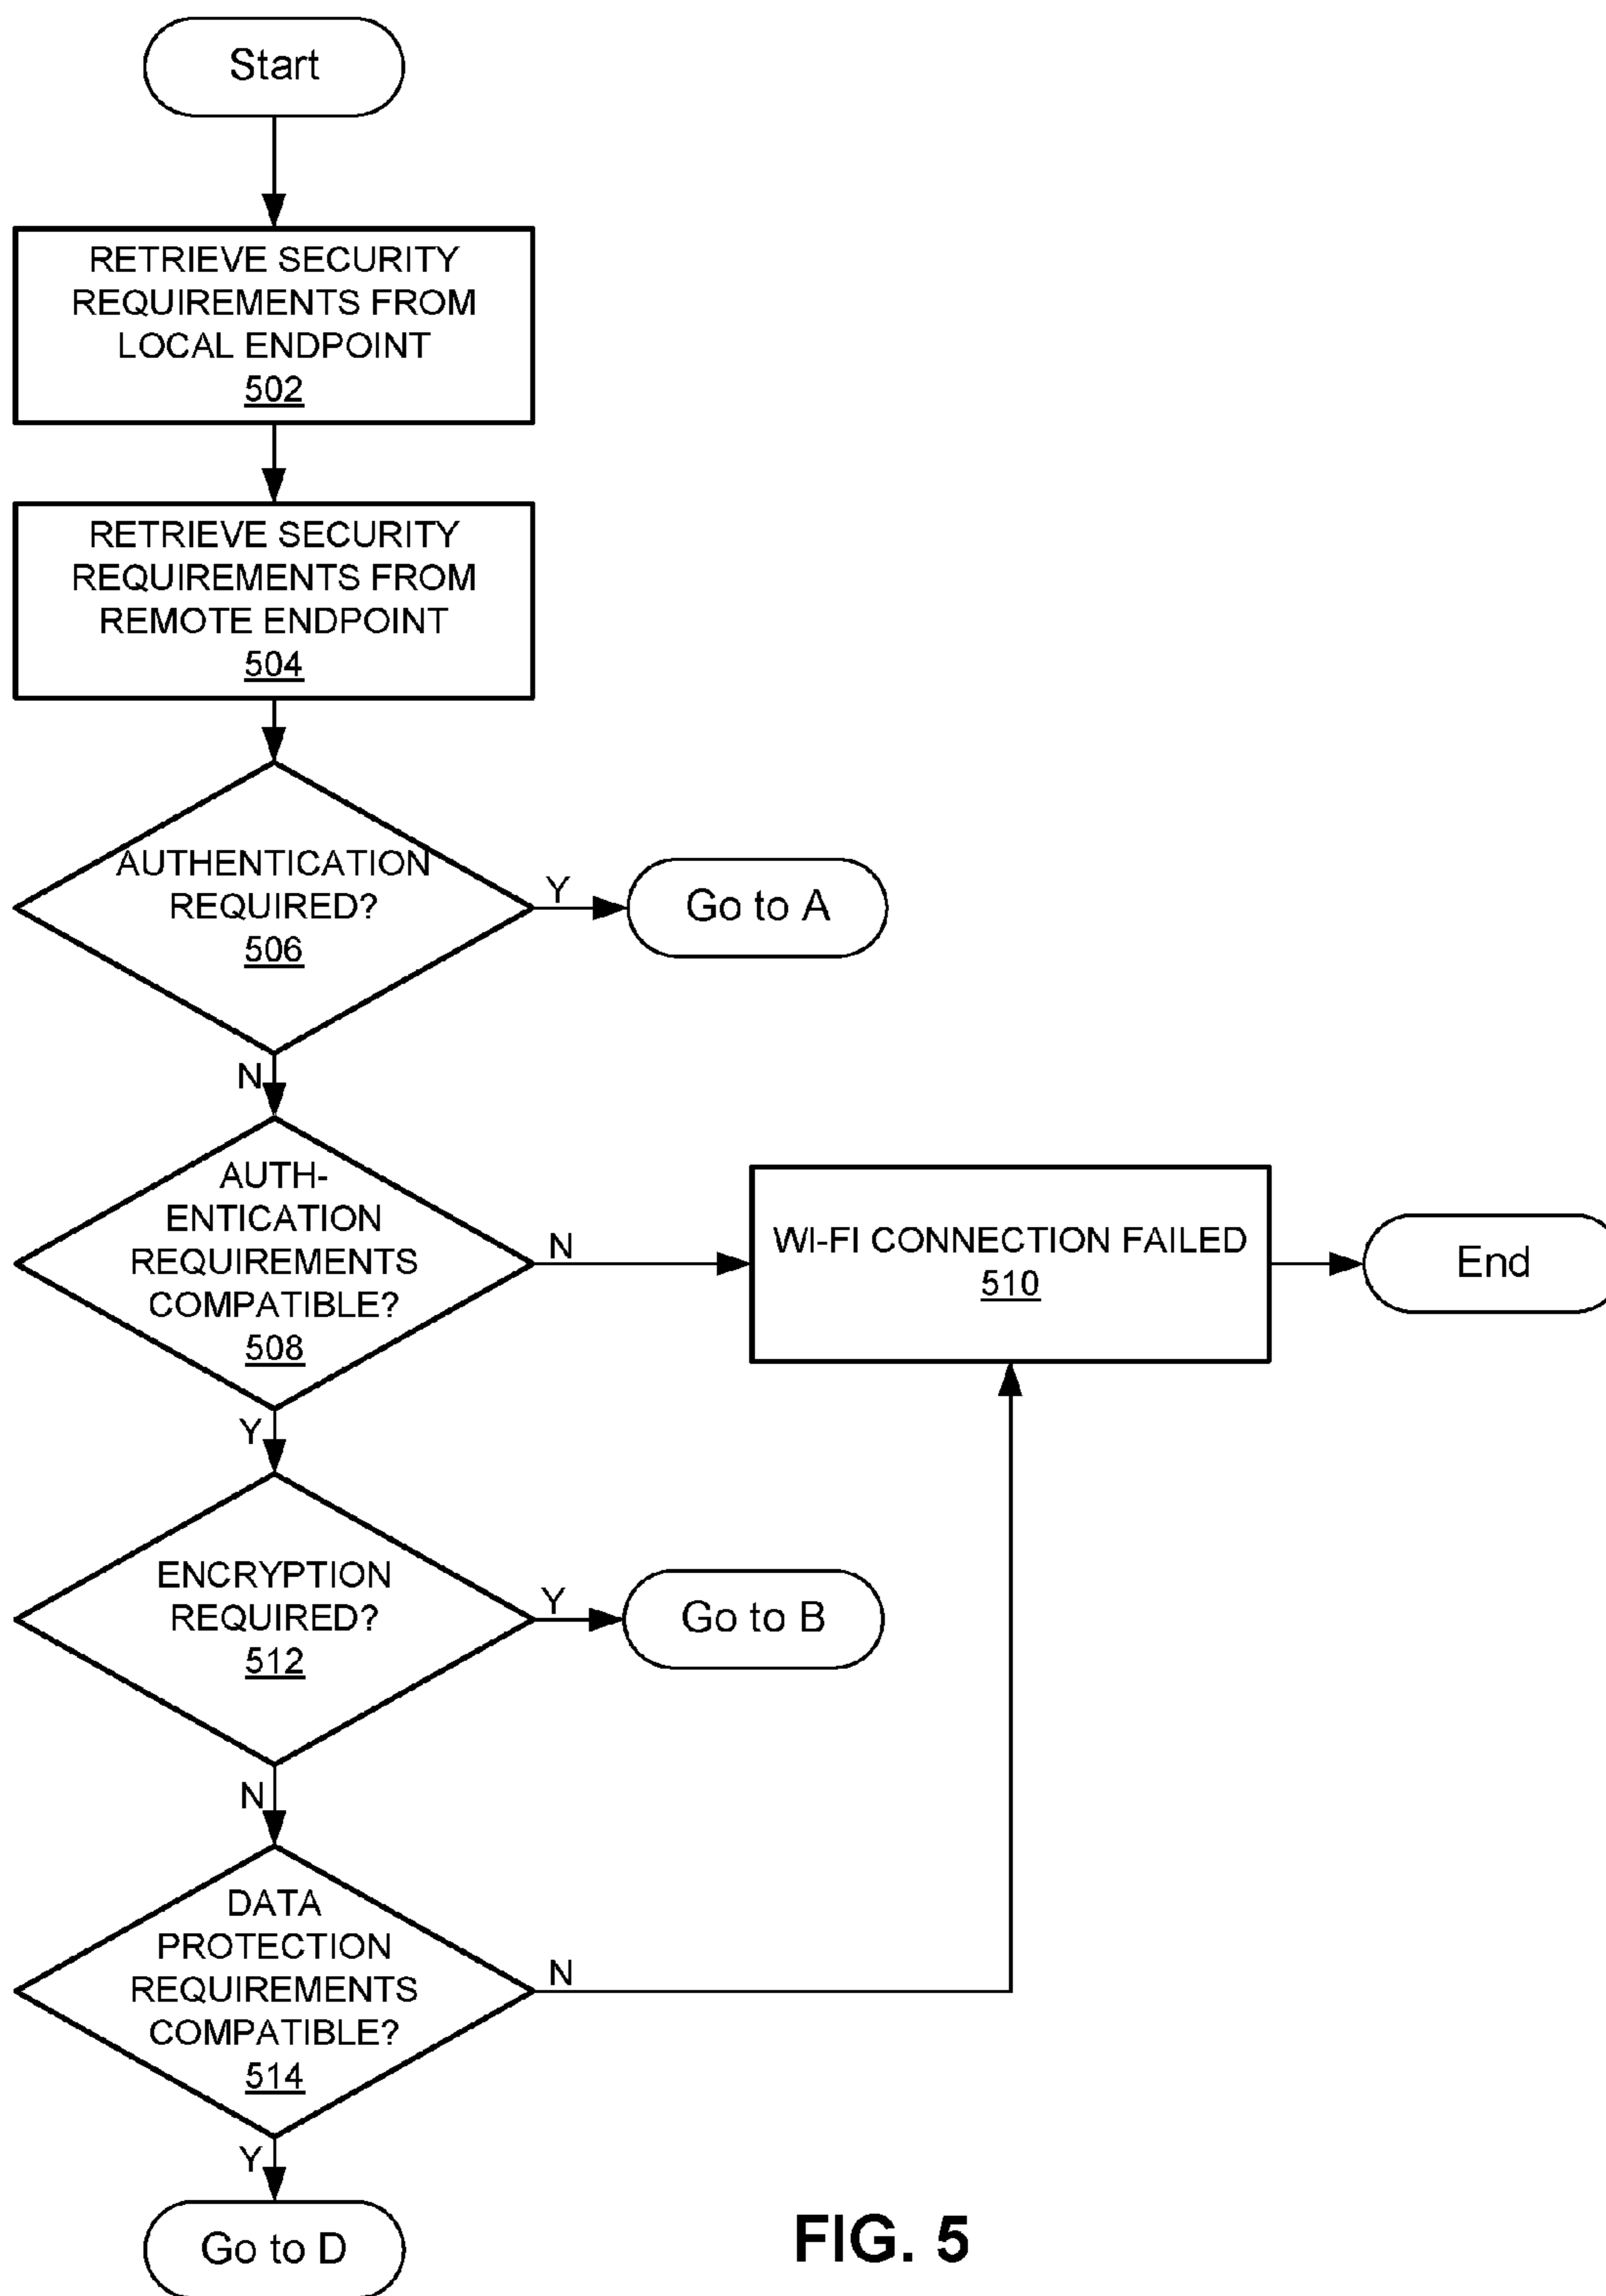 Start
RETRIEVE SECURITY
REQUIREMENTS FROM
LOCAL ENDPOINT
502
RETRIEVE SECURITY
REQUIREMENTS FROM
REMOTE ENDPOINT
504
AUTHENTICATION
REQUIRED?
506
Y
Go to A
N
AUTH-
ENTICATION
REQUIREMENTS
COMPATIBLE?
508
N
WI-FI CONNECTION FAILED
510
End
Y
ENCRYPTION
REQUIRED?
512
Y
Go to B
N
DATA
PROTECTION
REQUIREMENTS
COMPATIBLE?
514
N
Y
Go to D
FIG. 5